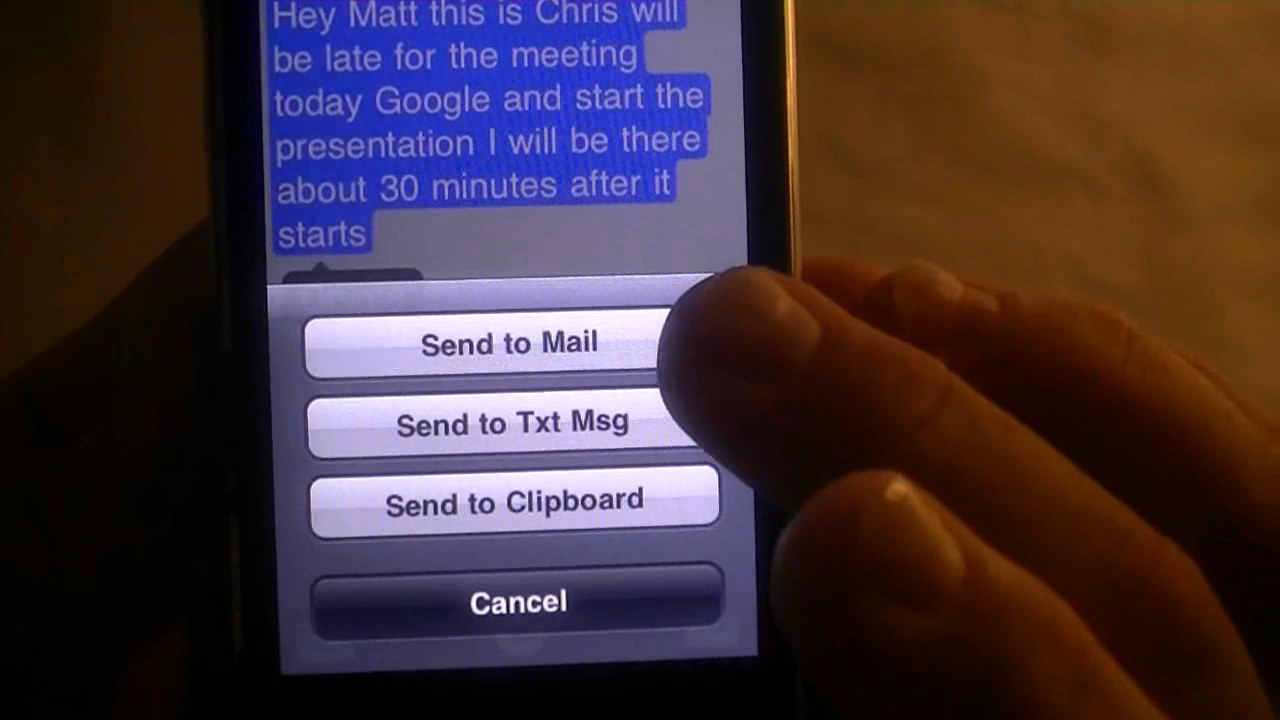 Hey Matt this is Chris will
be late for the meeting
today Google and start the
presentation I will be there
about 30 minutes after it
starts
Send to Mail
Send to Txt Msg
Send to Clipboard
Cancel